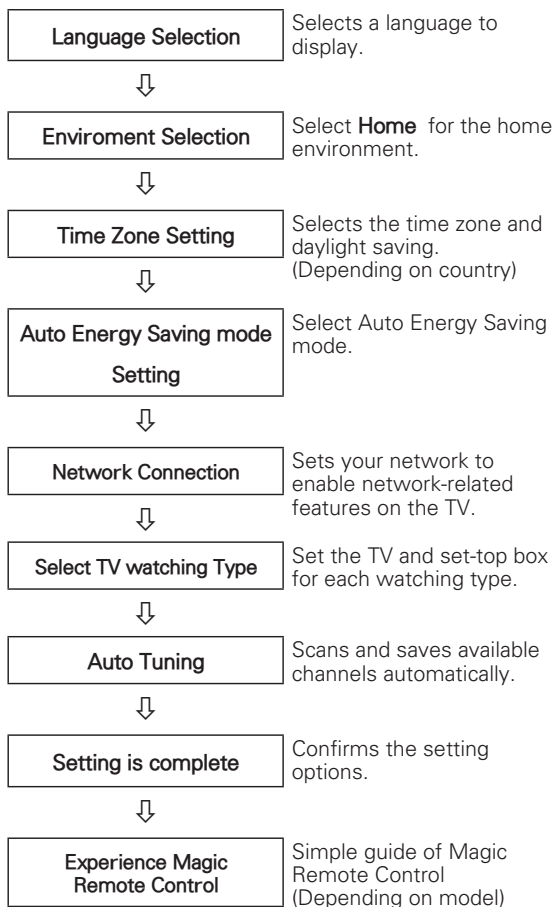 Language Selection
Selects a language to
display.
Enviroment Selection
Select Home for the home
environment.
Time Zone Setting
Selects the time zone and
daylight saving.
(Depending on country)
Auto Energy Saving mode
Setting
Select Auto Energy Saving
mode.
Network Connection
Sets your network to
enable network-related
features on the TV.
Select TV watching Type
Set the TV and set-top box
for each watching type.
Auto Tuning
Scans and saves available
channels automatically.
Setting is complete
Confirms the setting
options.
Experience Magic
Remote Control
Simple guide of Magic
Remote Control
(Depending on model)